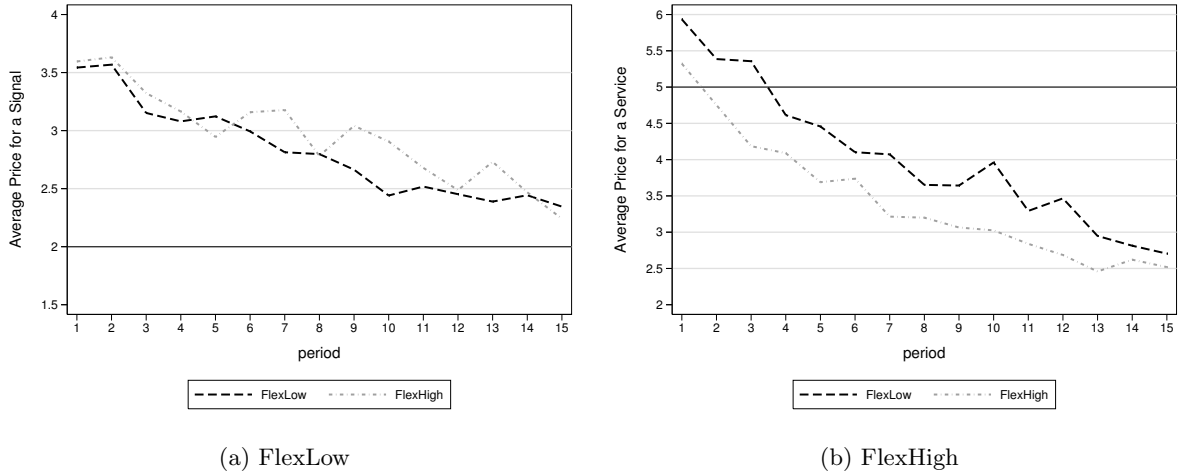 Average Price for a Signal
4
3.5
3
2.5
2
1.5
1 2 3 4 5 6 7 8 9 10 11 12 13 14 15
period
FlexLow FlexHigh
(a) FlexLow
Average Price for a Service
6
5.5
5
4.5
4
3.5
3
2.5
2
1 2 3 4 5 6 7 8 9 10 11 12 13 14 15
period
FlexLow FlexHigh
(b) FlexHigh